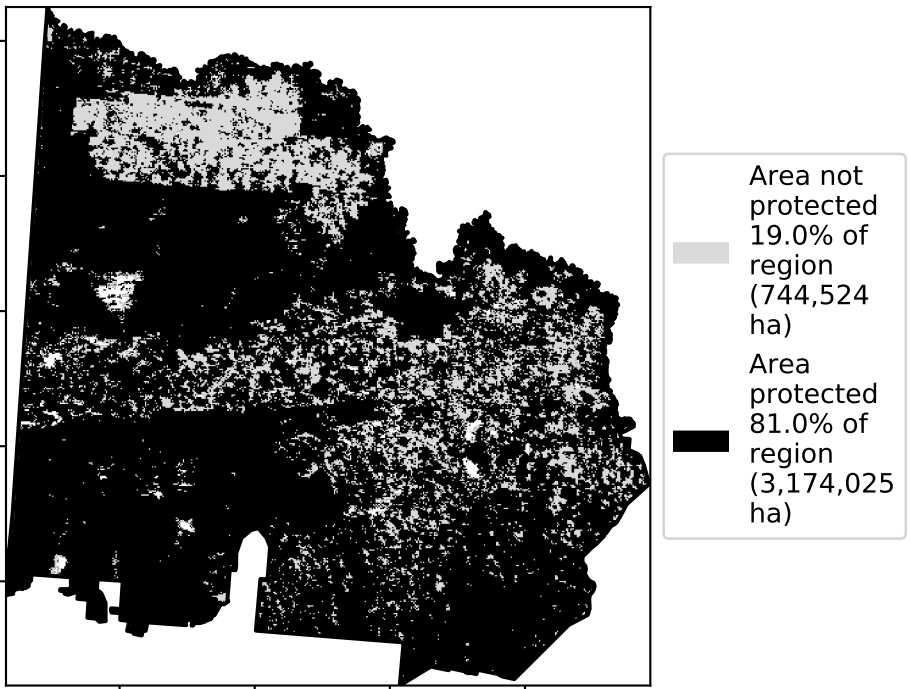 Area not
protected
19.0% of
region
(744,524
ha)
Area
protected
81.0% of
region
(3,174,025
ha)